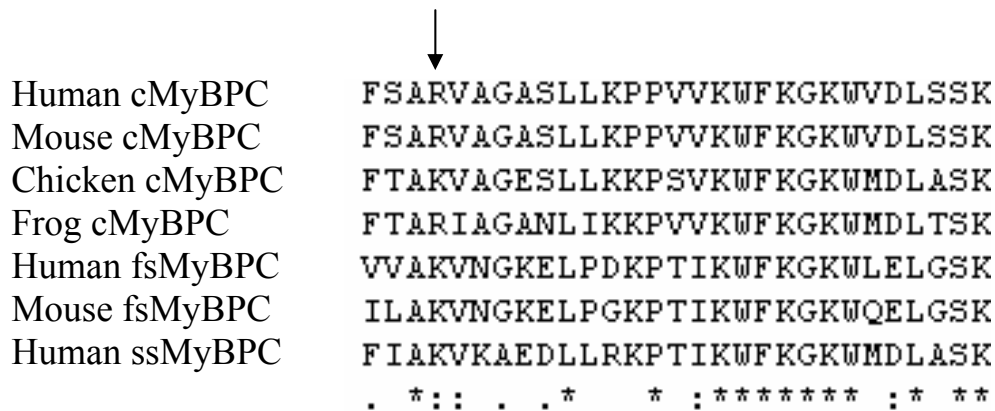 Human cMyBPC FSARVAGASLLKPPVVKWFKGKWVDLSSK
Mouse cMyBPC FSARVAGASLLKPPVVKWFKGKWVDLSSK
Chicken cMyBPC FTAKVAGESLLKKPSVKWFKGKWMDLASK
Frog cMyBPC FTARIAGANLIKKPVVKWFKGKWMDLTSK
Human fsMyBPC VVAKVNGKELPDKPTIKWFKGKWLELGSK
Mouse fsMyBPC ILAKVNGKELPGKPTIKWFKGKWQELGSK
Human ssMyBPC FIAKVKAEDLLRKPTIKWFKGKWMDLASK
. *:: . .*   * :******* :* **